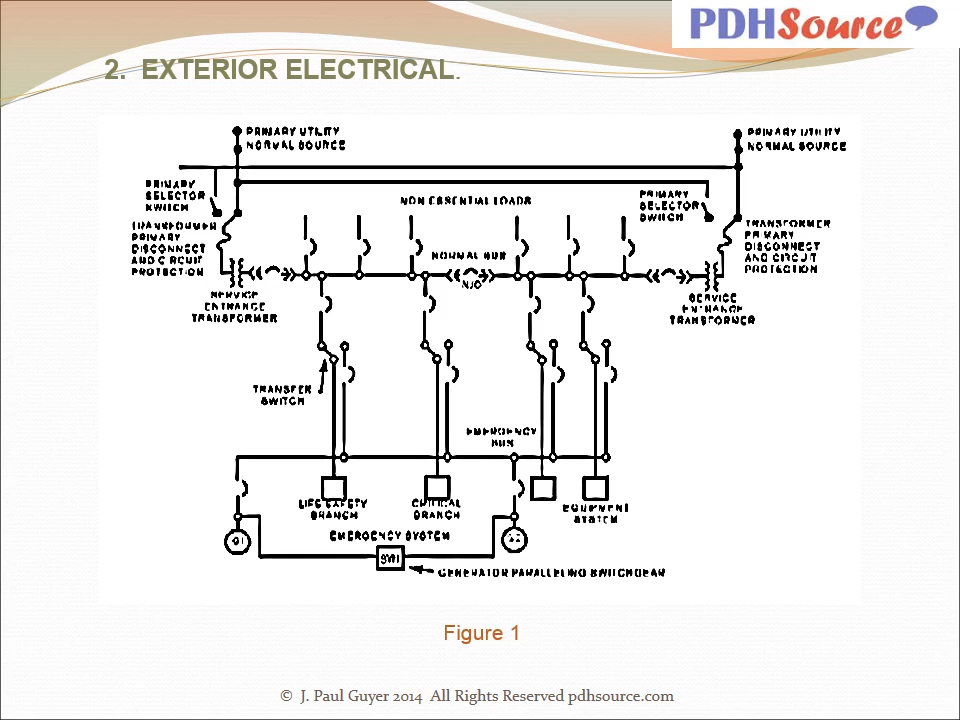 PDHSource
2. EXTERIOR ELECTRICAL.
PRIMARY UTILITY
NORMAL SOURCE
PRIMARY UTILITY
NORMAL SOURCE
PRIMARY
SELECTOR
SWITCH
NON ESSENTIAL LOADS
PRIMARY
SELECTOR
SWITCH
TRANSFORMER
PRIMARY
DISCONNECT
AND CIRCUIT
PROTECTION
NORMAL BUS
TRANSFORMER
PRIMARY
DISCONNECT
AND CIRCUIT
PROTECTION
SERVICE
ENTRANCE
TRANSFORMER
SERVICE
ENTRANCE
TRANSFORMER
TRANSFER
SWITCH
EMERGENCY
BUS
LIFE SAFETY
BRANCH
CRITICAL
BRANCH
EQUIPMENT
SYSTEM
EMERGENCY SYSTEM
GENERATOR PARALLELING SWITCHGEAR
Figure 1
© J. Paul Guyer 2014 All Rights Reserved pdhsource.com